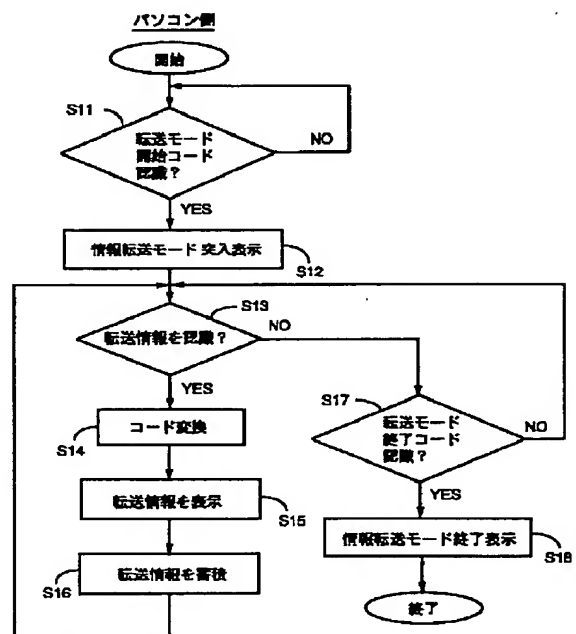 パソコン側
開始
S11
転送モード
開始コード
認識？
NO
YES
情報転送モード 突入表示
S12
S13
転送情報を認識？
NO
YES
S17
コード変換
S14
転送モード
終了コード
認識？
NO
YES
転送情報を表示
S15
情報転送モード終了表示
S18
転送情報を蓄積
S16
終了